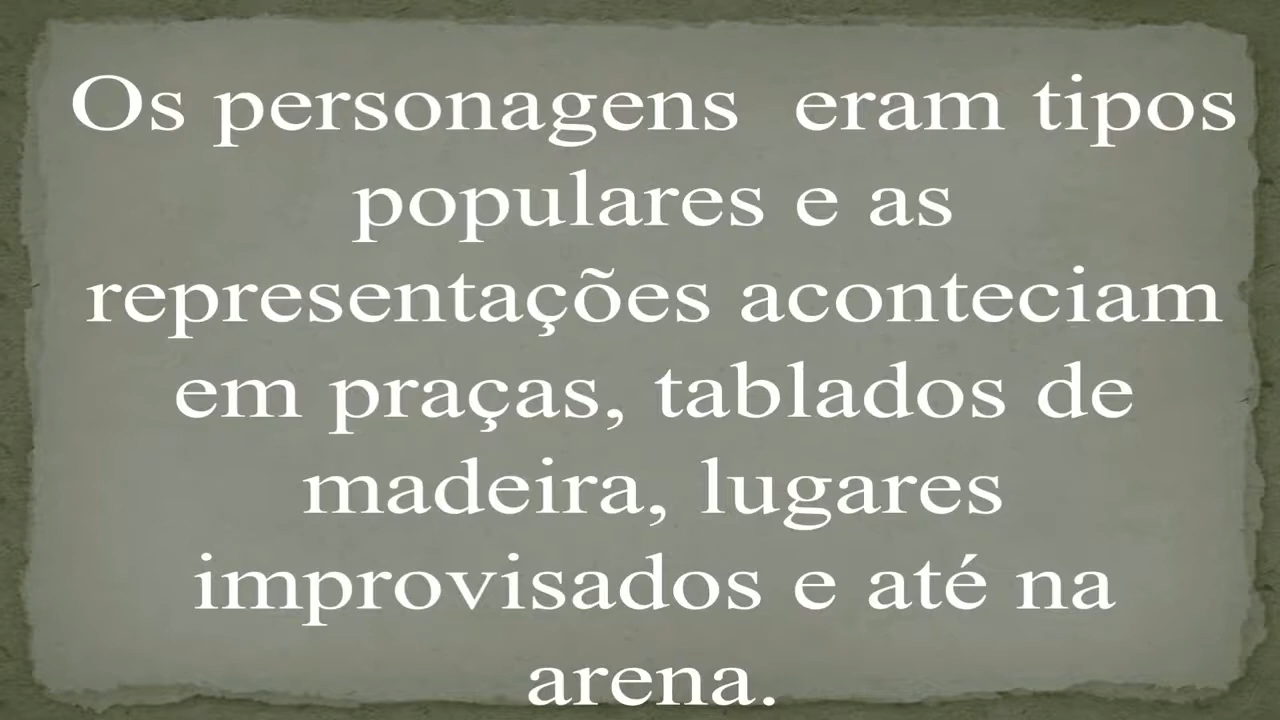 Os personagens  eram tipos
populares e as
representações aconteciam
em praças, tablados de
madeira, lugares
improvisados e até na
arena.